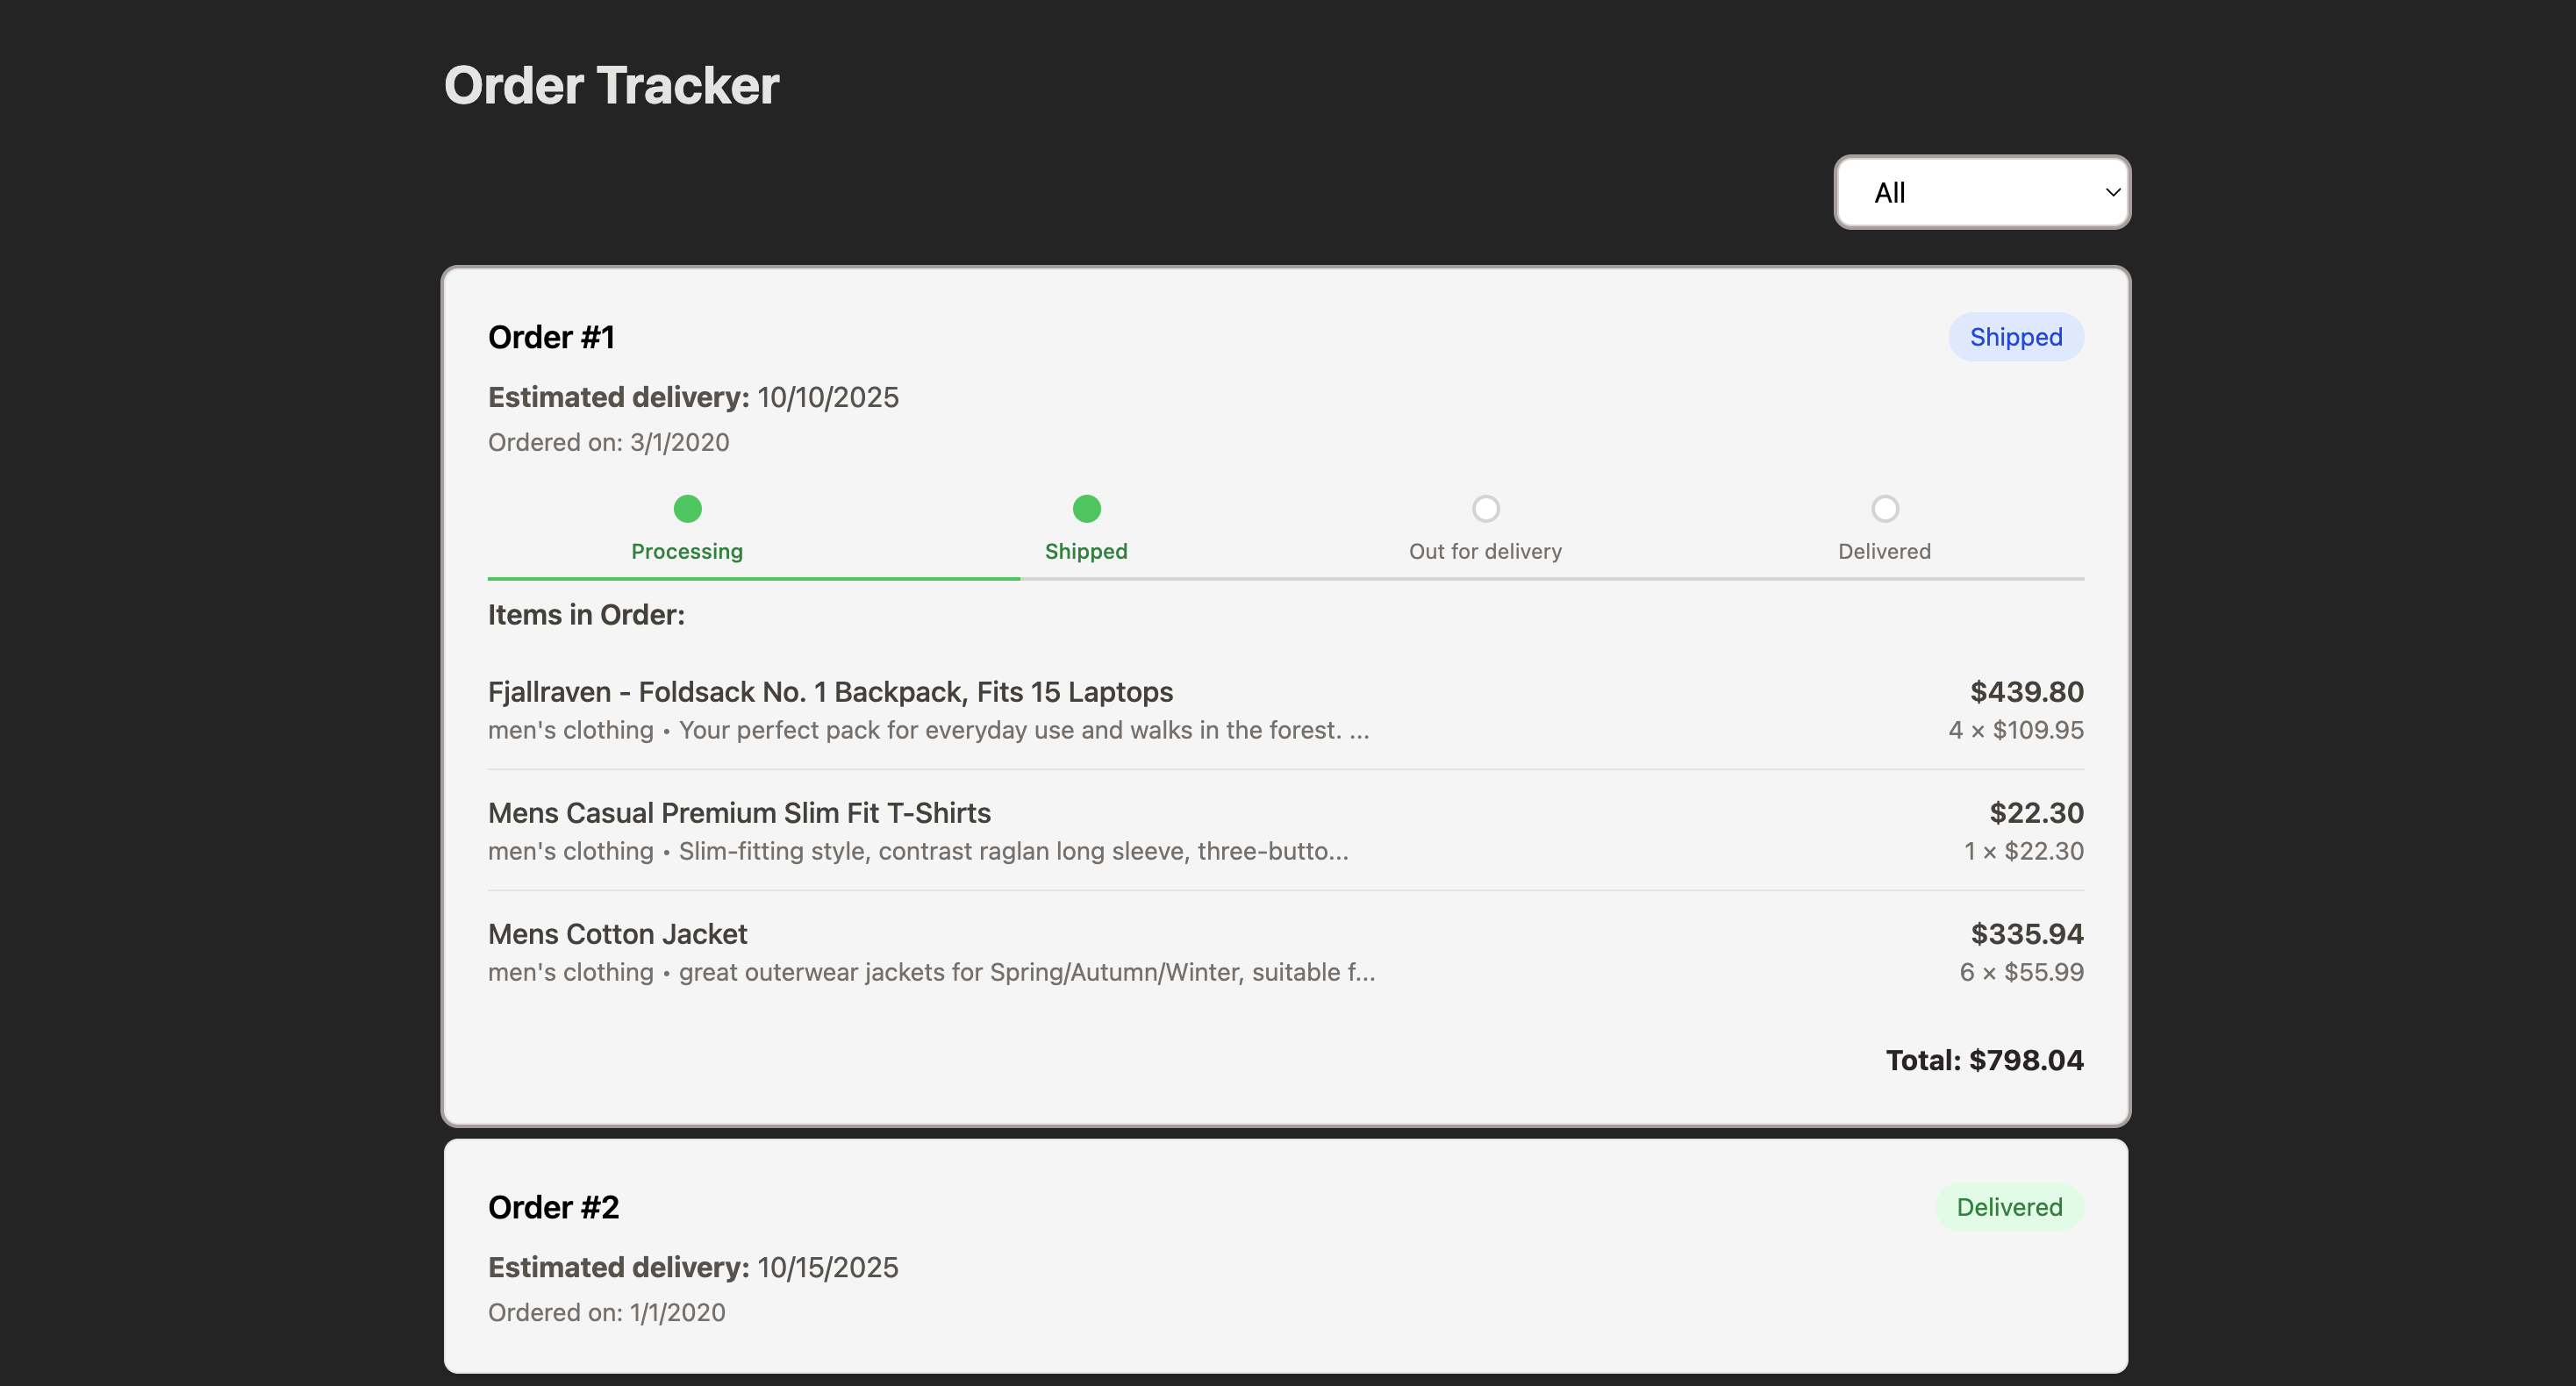 Order Tracker
All
Order #1
Shipped
Estimated delivery: 10/10/2025
Ordered on: 3/1/2020
Processing
Shipped
Out for delivery
Delivered
Items in Order:
Fjallraven - Foldsack No. 1 Backpack, Fits 15 Laptops
$439.80
men's clothing • Your perfect pack for everyday use and walks in the forest. ...
4 × $109.95
Mens Casual Premium Slim Fit T-Shirts
$22.30
men's clothing • Slim-fitting style, contrast raglan long sleeve, three-butto...
1 × $22.30
Mens Cotton Jacket
$335.94
men's clothing • great outerwear jackets for Spring/Autumn/Winter, suitable f...
6 × $55.99
Total: $798.04
Order #2
Delivered
Estimated delivery: 10/15/2025
Ordered on: 1/1/2020